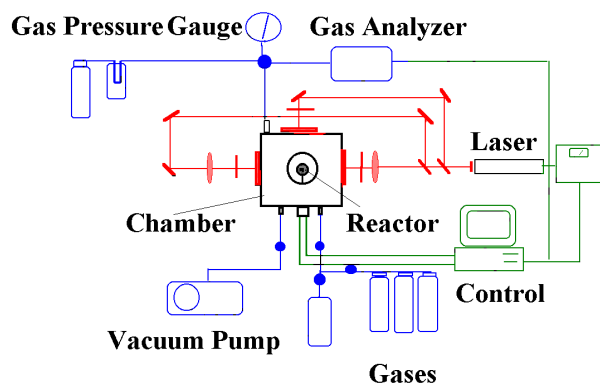 Gas Pressure Gauge
Gas Analyzer
Laser
Chamber
Reactor
Control
Vacuum Pump
Gases